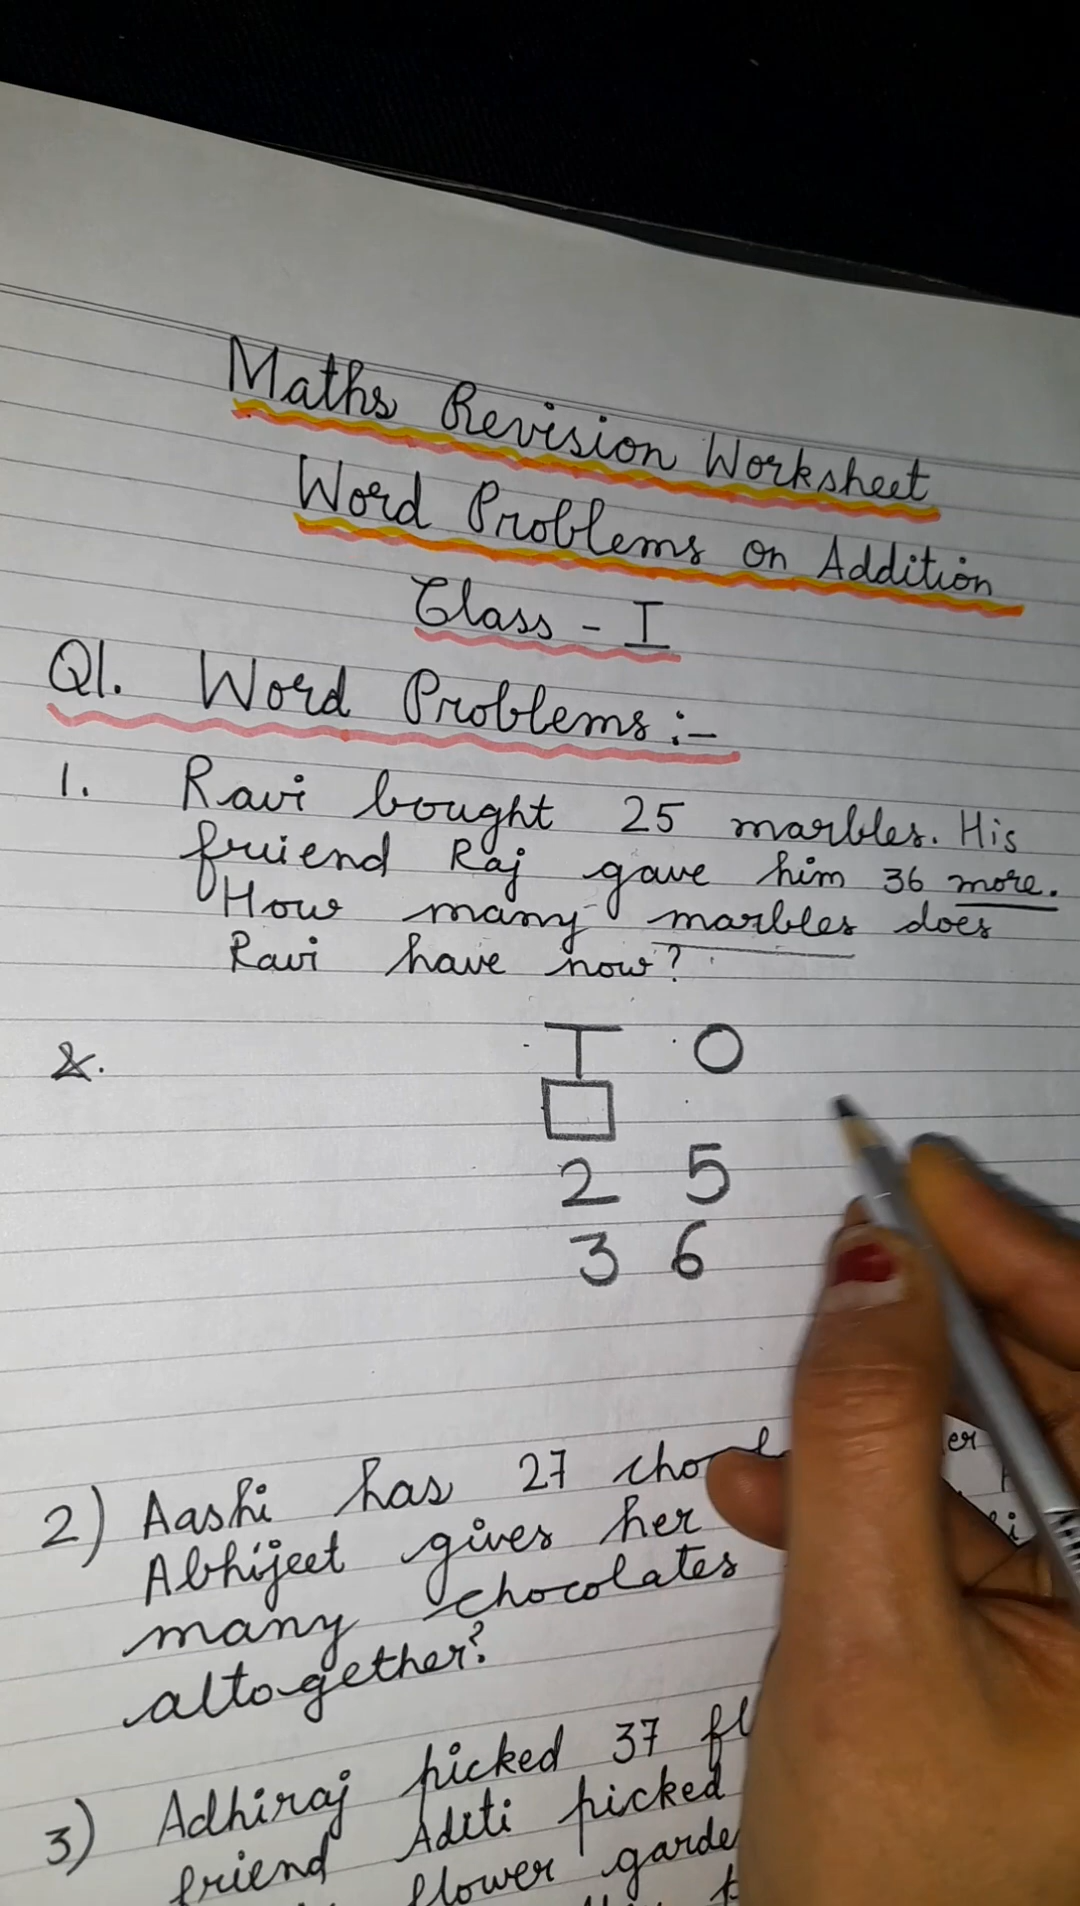 Maths Revision Worksheet
Word Problems on Addition
Class - I
Q1. Word Problems :-
1. Ravi bought 25 marbles. His
friend Raj gave him 36 more.
How many marbles does
Ravi have now?
T O
2 5
3 6
2) Aashi has 27
Abhijeet gives her
many chocolates
altogether?
3) Adhiraj picked 37
friend Aditi picked
flower